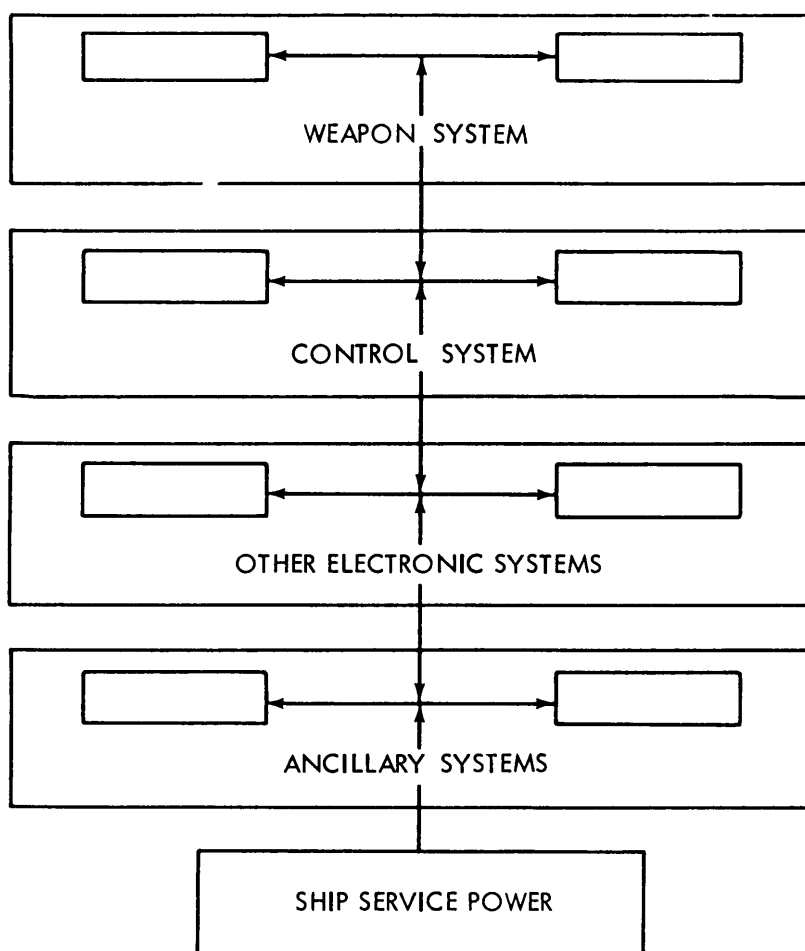 WEAPON SYSTEM
CONTROL SYSTEM
OTHER ELECTRONIC SYSTEMS
ANCILLARY SYSTEMS
SHIP SERVICE POWER